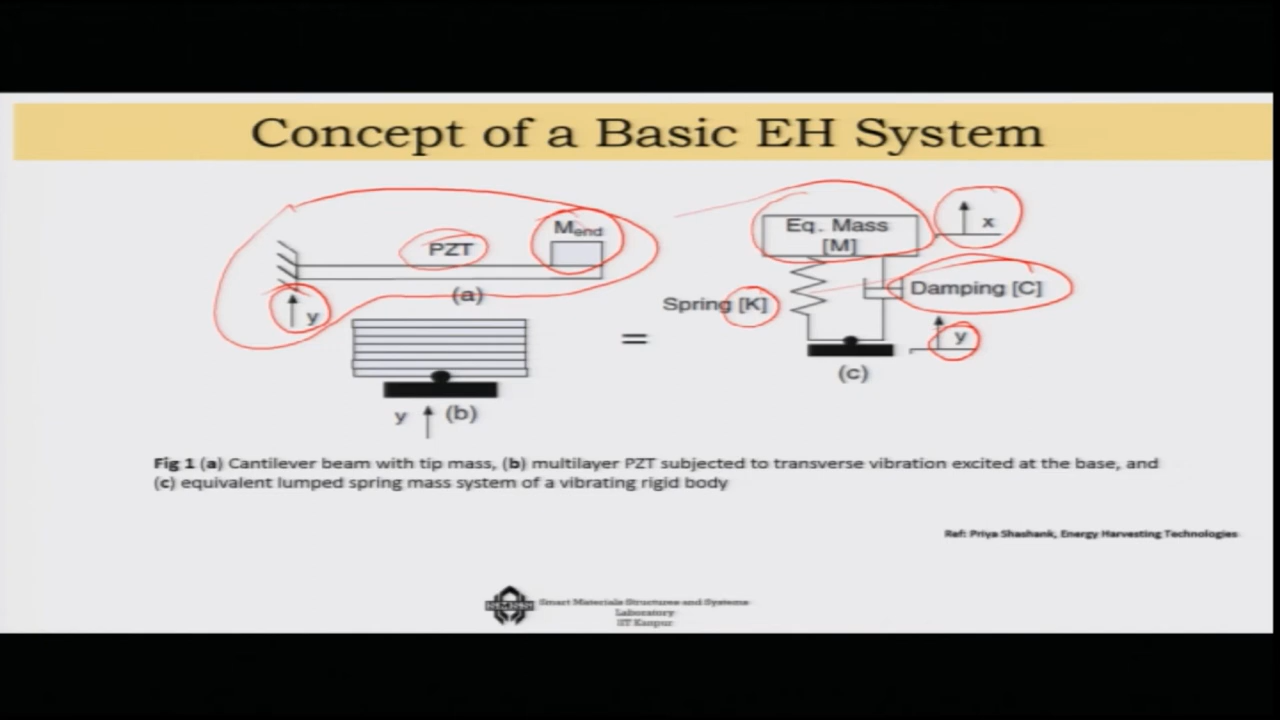 Concept of a Basic EH System
M_end
PZT
(a)
y
y
(b)
=
Eq. Mass
[M]
x
Spring [K]
Damping [C]
y
(c)
Fig 1 (a) Cantilever beam with tip mass, (b) multilayer PZT subjected to transverse vibration excited at the base, and
(c) equivalent lumped spring mass system of a vibrating rigid body
Ref: Priya Shashank, Energy Harvesting Technologies
Smart Materials Structures and Systems
Laboratory
IIT Kanpur